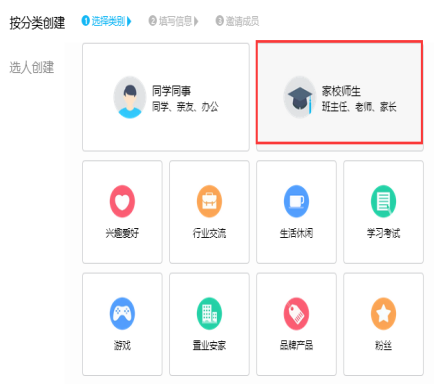 按分类创建 1 选择类别 2 填写信息 3 邀请成员
选人创建
同学同事
同学、亲友、办公
家校师生
班主任、老师、家长
兴趣爱好 行业交流 生活休闲 学习考试
游戏 置业安家 品牌产品 粉丝